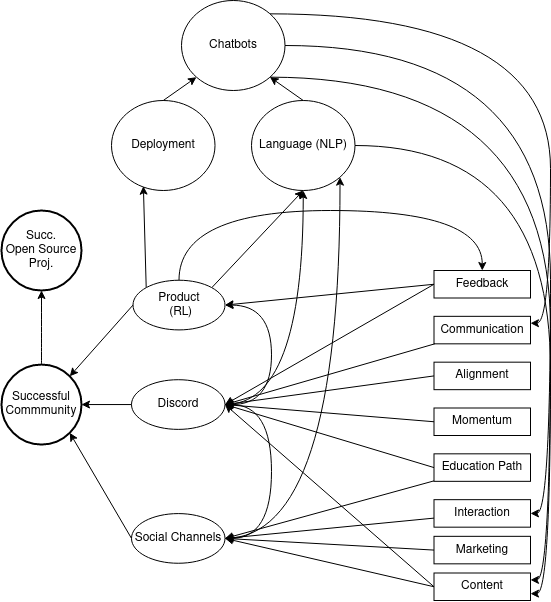 Chatbots
Deployment
Language (NLP)
Succ.
Open Source
Proj.
Product
(RL)
Feedback
Communication
Alignment
Successful
Commmunity
Discord
Momentum
Education Path
Interaction
Social Channels
Marketing
Content